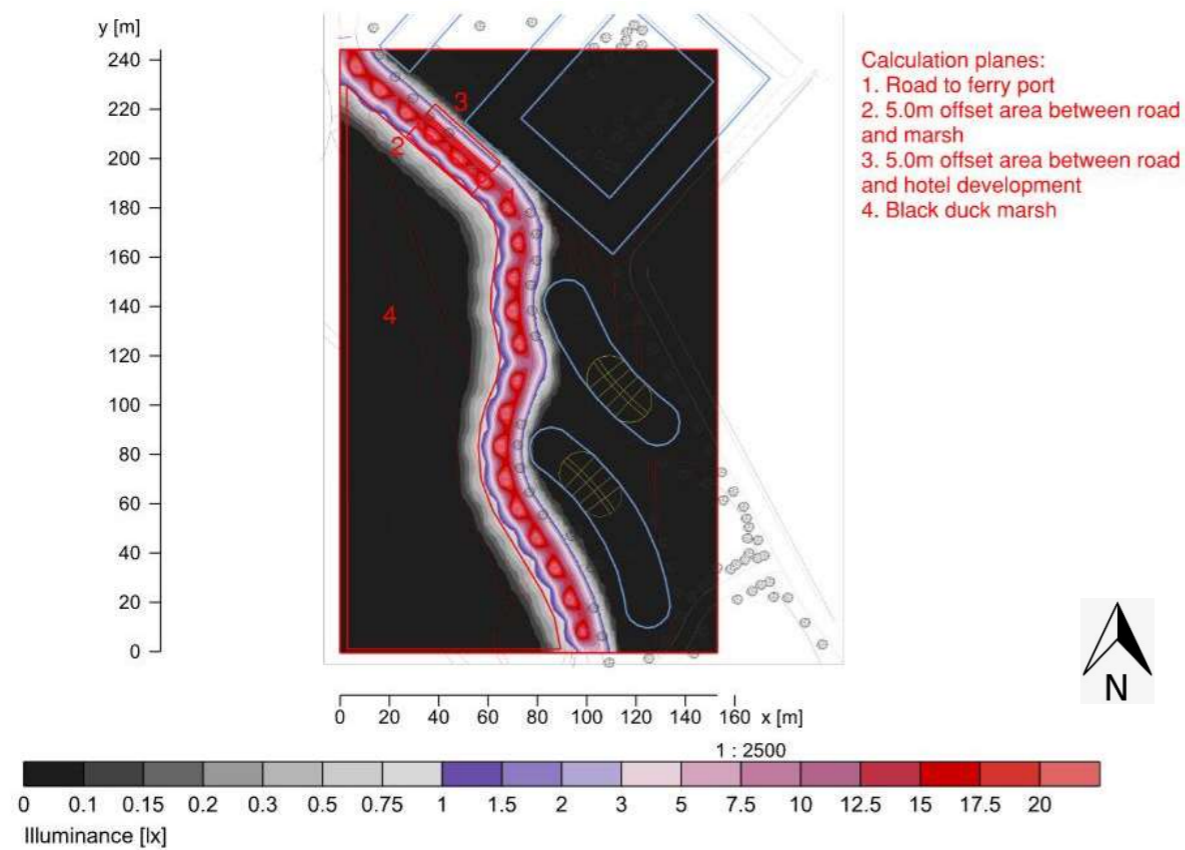 y [m]
240
220
200
180
160
140
120
100
80
60
40
20
0
3
2
1
4
Calculation planes:
1. Road to ferry port
2. 5.0m offset area between road
and marsh
3. 5.0m offset area between road
and hotel development
4. Black duck marsh
N
0 20 40 60 80 100 120 140 160 x [m]
1 : 2500
0 0.1 0.15 0.2 0.3 0.5 0.75 1 1.5 2 3 5 7.5 10 12.5 15 17.5 20
Illuminance [lx]